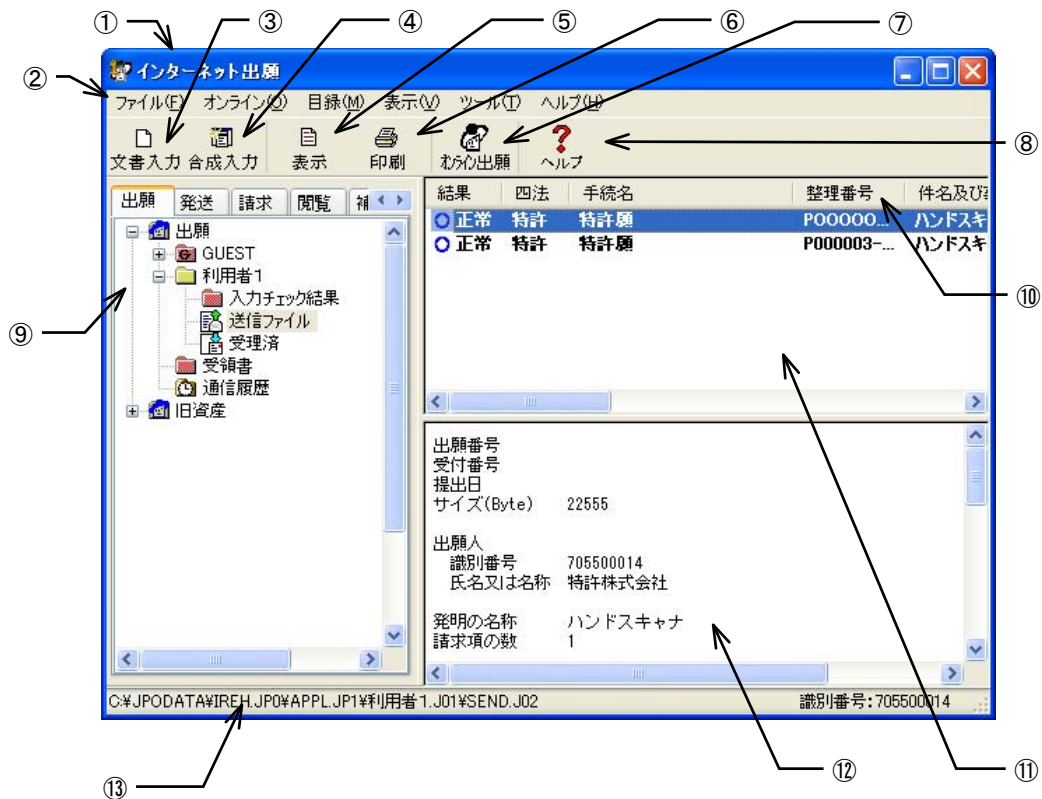 ① ③ ④ ⑤ ⑥ ⑦
②
インターネット出願
ファイル(F) オンライン(O) 目録(M) 表示(V) ツール(T) ヘルプ(H)
文書入力 合成入力 表示 印刷 オンライン出願 ヘルプ
⑧
出願 発送 請求 閲覧 補
出願
GUEST
利用者1
入力チェック結果
送信ファイル
受理済
受領書
通信履歴
旧資産
⑨
結果 四法 手続名 整理番号 件名及び
正常 特許 特許願 P00000... ハンドスキ
正常 特許 特許願 P000003-... ハンドスキ
⑩
出願番号
受付番号
提出日
サイズ(Byte) 22555
出願人
識別番号 705500014
氏名又は名称 特許株式会社
発明の名称 ハンドスキャナ
請求項の数 1
C:¥JPODATA¥IREH.JP0¥APPL.JP1¥利用者1.J01¥SEND.J02 識別番号:705500014
⑬ ⑫ ⑪